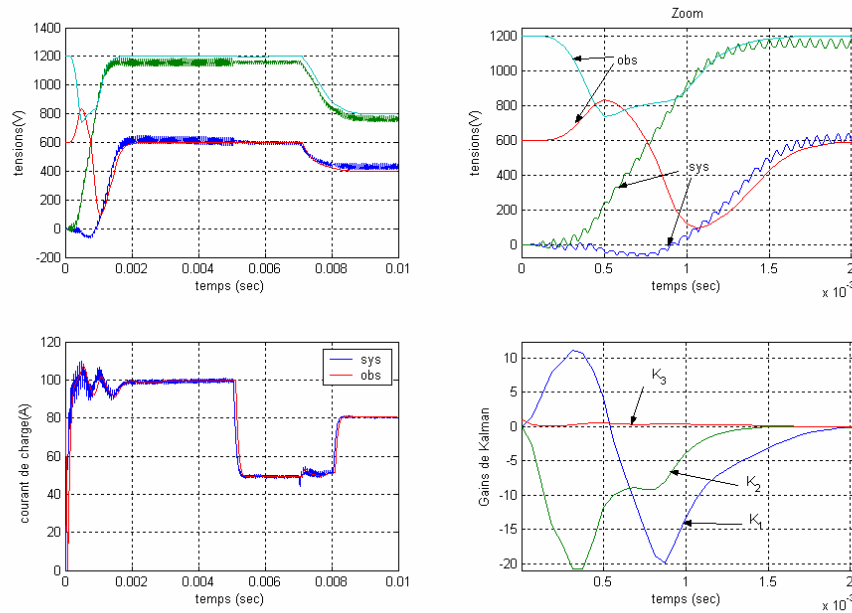 1400
1200
1000
800
600
400
200
0
-200
tensions(V)
0
0.002
0.004
0.006
0.008
0.01
temps (sec)
Zoom
1200
1000
800
600
400
200
0
tensions(V)
obs
sys
0
0.5
1
1.5
2
temps (sec)
x 10⁻³
120
100
80
60
40
20
0
courant de charge(A)
sys
obs
0
0.002
0.004
0.006
0.008
0.01
temps (sec)
10
5
0
-5
-10
-15
-20
Gains de Kalman
K₃
K₂
K₁
0.5
1
1.5
2
temps (sec)
x 10⁻³